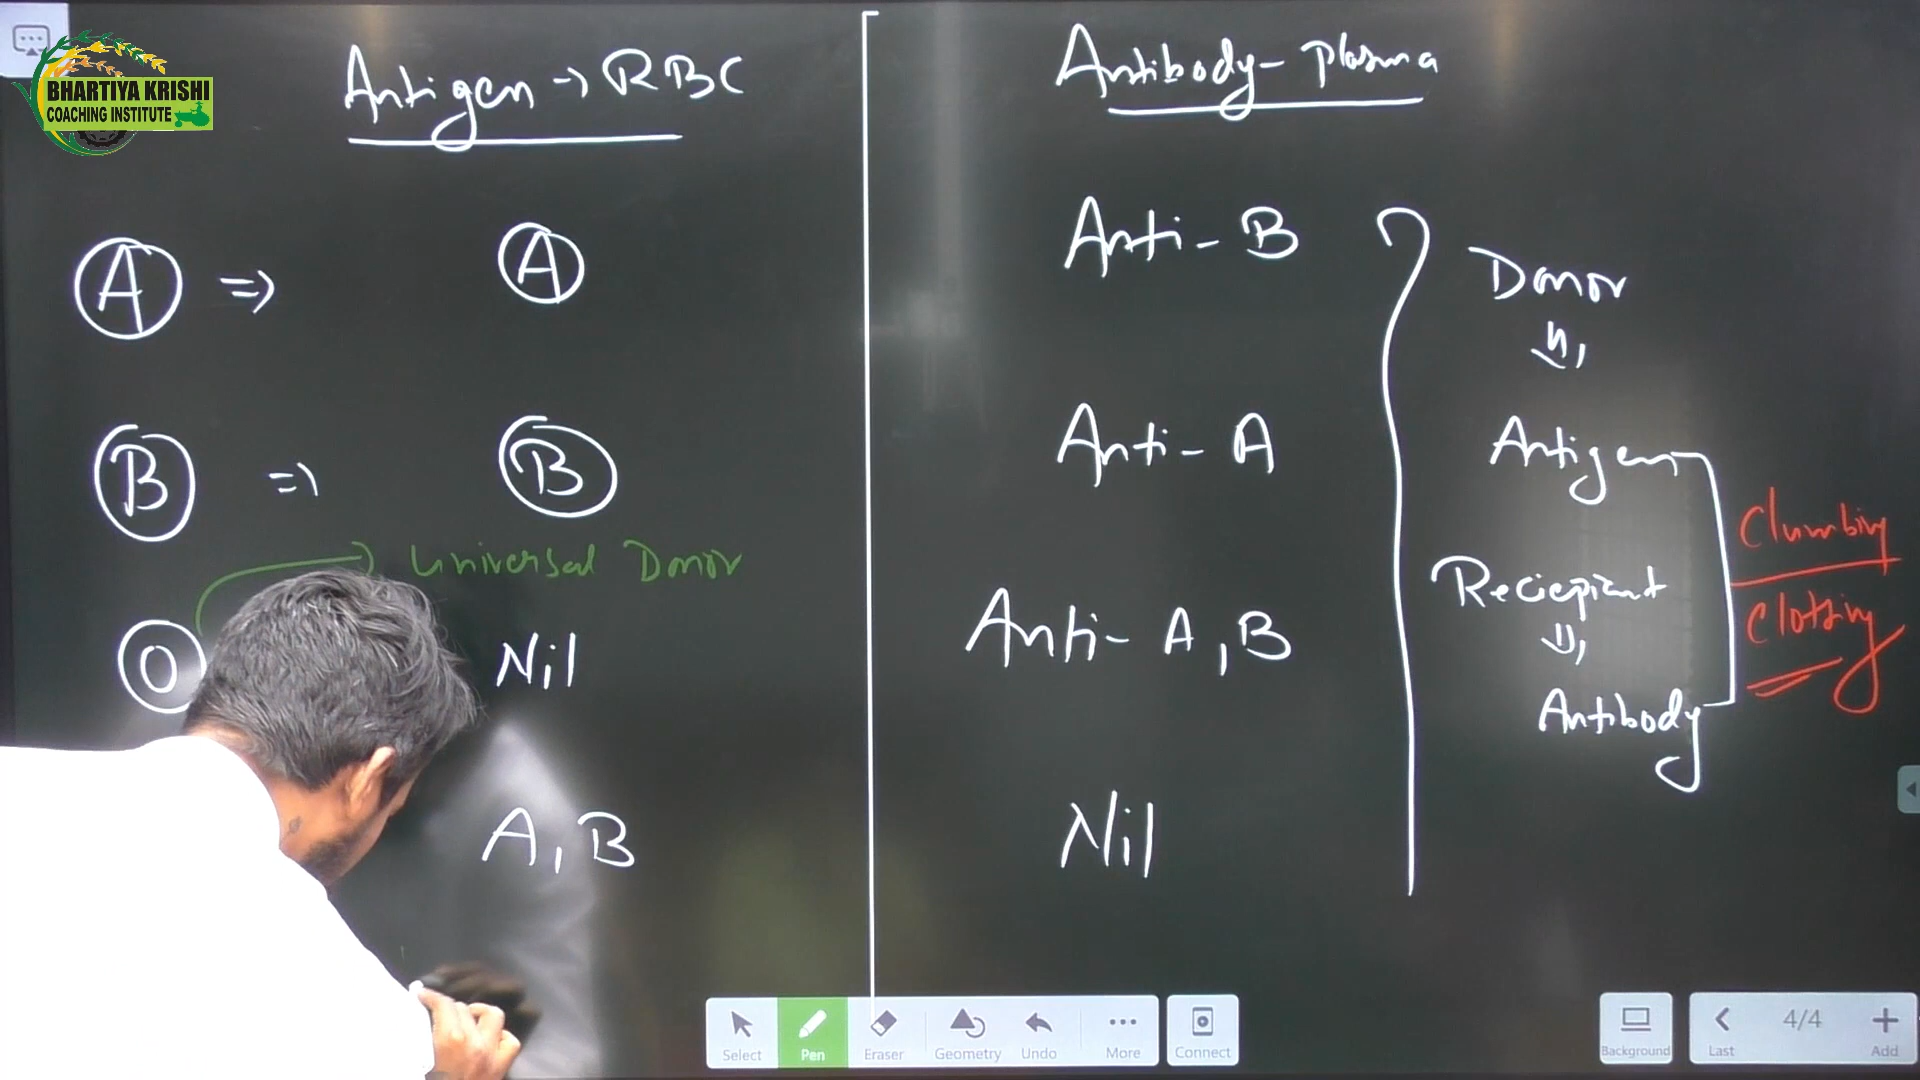 BHARTIYA KRISHI
COACHING INSTITUTE
Antigen → RBC
Antibody - Plasma
A ⇒ A
Anti - B
B ⇒ B
Anti - A
Universal Donor
O Nil
Anti - A, B
A, B
Nil
Donor
Antigen
Reciepient
Antibody
Clumbing
Clotting
Select
Pen
Eraser
Geometry
Undo
More
Connect
Background
Last
4/4
Add